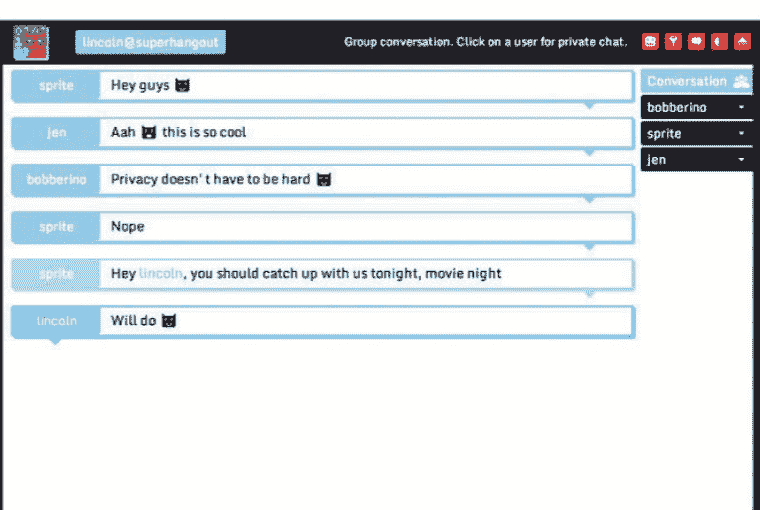 lincoln@superhangout
Group conversation. Click on a user for private chat.
Conversation
bobberino
sprite
jen
sprite Hey guys
jen Aah this is so cool
bobberino Privacy doesn't have to be hard
sprite Nope
sprite Hey lincoln, you should catch up with us tonight, movie night
lincoln Will do